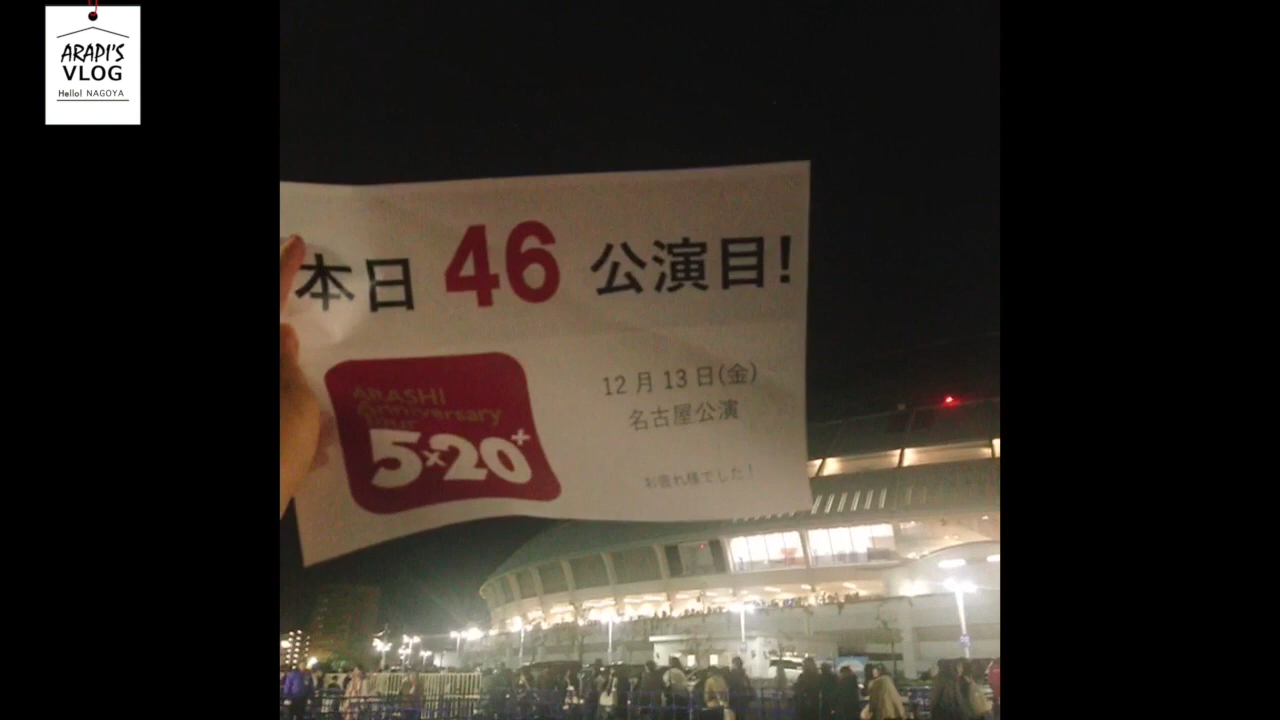 ARAPI'S
VLOG
Hello! NAGOYA
本日 46 公演目!
ARASHI
Anniversary
Tour
5×20+
12月13日(金)
名古屋公演
お疲れ様でした!